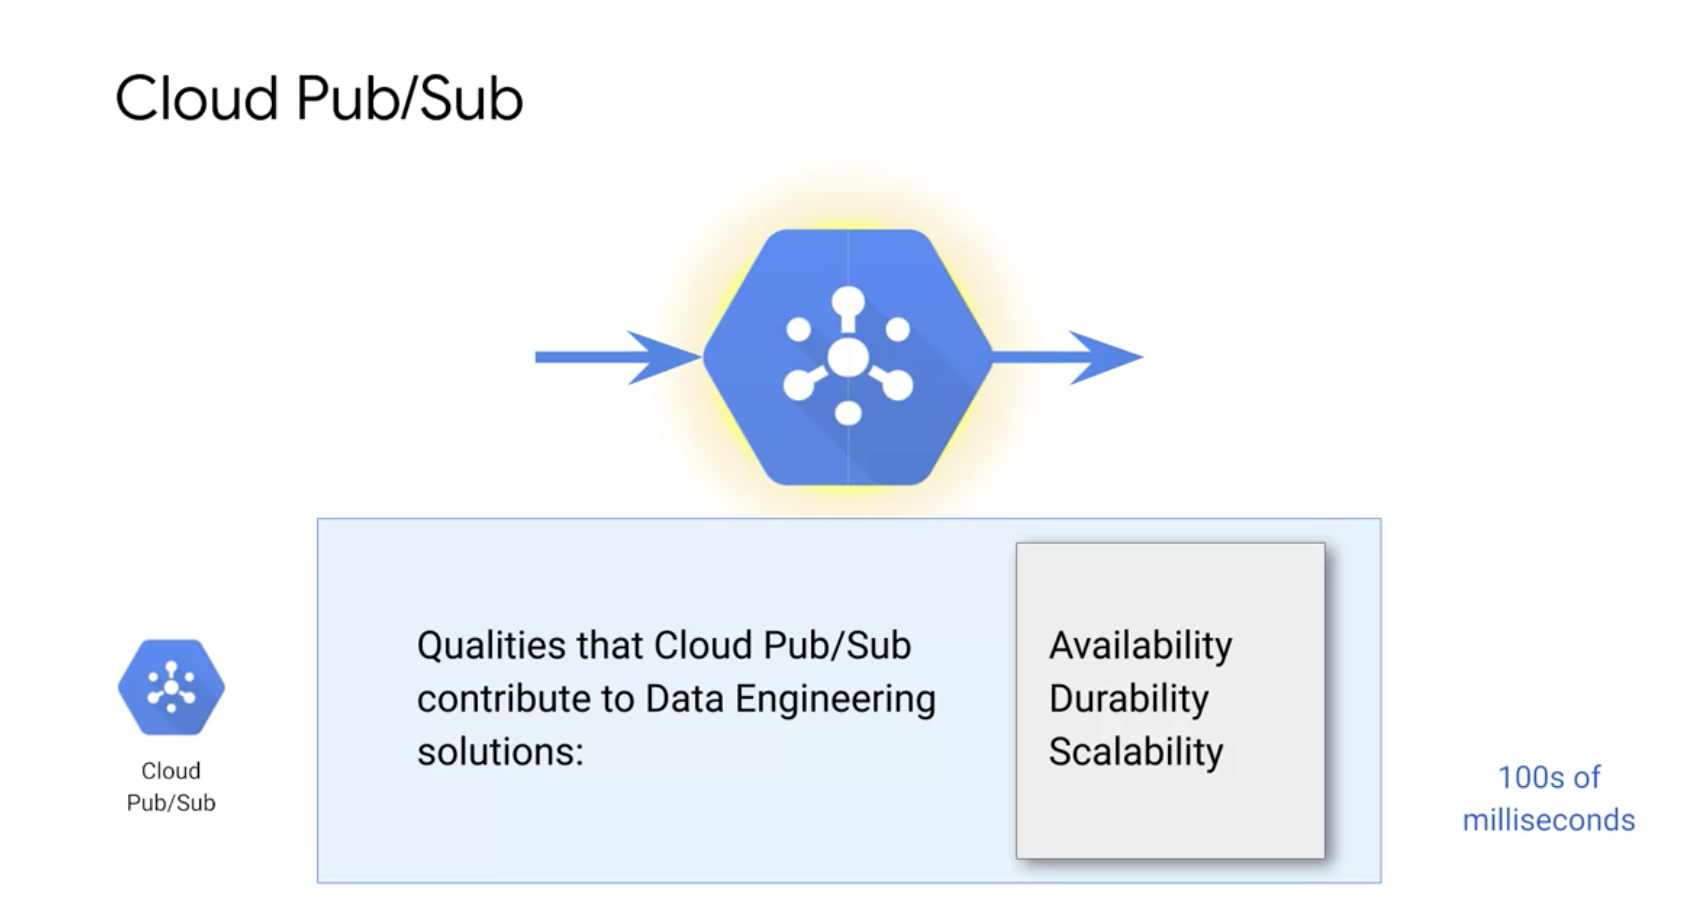 Cloud Pub/Sub
Qualities that Cloud Pub/Sub
contribute to Data Engineering
solutions:
Availability
Durability
Scalability
Cloud
Pub/Sub
100s of
milliseconds